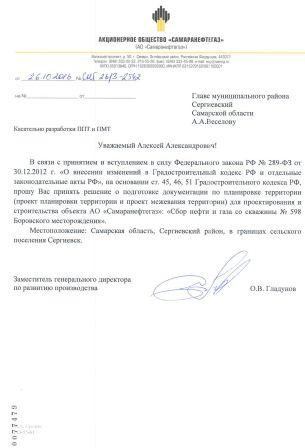 АКЦИОНЕРНОЕ ОБЩЕСТВО «САМАРАНЕФТЕГАЗ»
(АО «Самаранефтегаз»)
от 26.10.2016 №
на № от
Главе муниципального района
Сергиевский
Самарской области
А.А.Веселову
Касательно разработки ППТ и ПМТ
Уважаемый Алексей Александрович!
В связи с принятием и вступлением в силу Федерального закона РФ № 289-ФЗ от
30.12.2012 г. «О внесении изменений в Градостроительный кодекс РФ и отдельные
законодательные акты РФ», на основании ст. 45, 46, 51 Градостроительного кодекса РФ,
прошу Вас принять решение о подготовке документации по планировке территории
(проект планировки территории и проект межевания территории) для проектирования и
строительства объекта АО «Самаранефтегаз»: «Сбор нефти и газа со скважины № 598
Боровского месторождения».
Местоположение: Самарская область, Сергиевский район, в границах сельского
поселения Сергиевск.
Заместитель генерального директора
по развитию производства
О.В. Гладунов